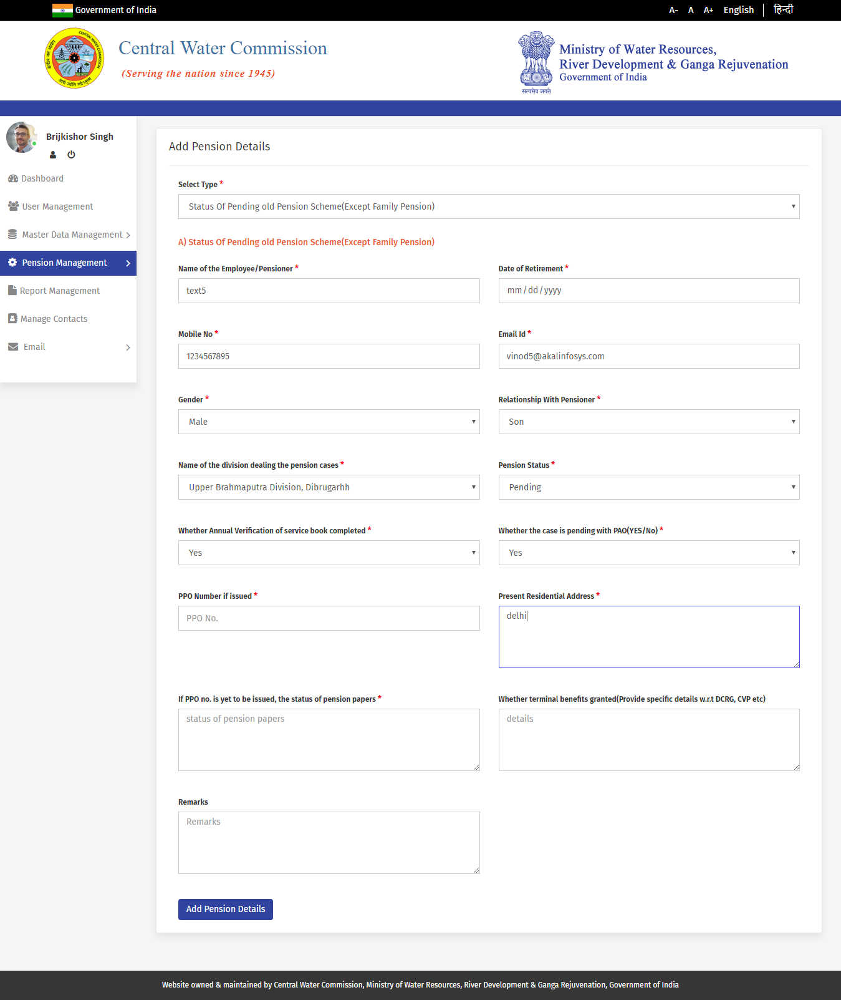 Government of India
A- A A+ English हिन्दी
Central Water Commission
(Serving the nation since 1945)
Ministry of Water Resources,
River Development & Ganga Rejuvenation
Government of India
सत्यमेव जयते
Brijkishor Singh
Dashboard
User Management
Master Data Management
Pension Management
Report Management
Manage Contacts
Email
Add Pension Details
Select Type *
Status Of Pending old Pension Scheme(Except Family Pension)
A) Status Of Pending old Pension Scheme(Except Family Pension)
Name of the Employee/Pensioner * Date of Retirement *
text5 mm/dd/yyyy
Mobile No * Email Id *
1234567895 vinod5@akalinfosys.com
Gender * Relationship With Pensioner *
Male Son
Name of the division dealing the pension cases * Pension Status *
Upper Brahmaputra Division, Dibrugarhh Pending
Whether Annual Verification of service book completed * Whether the case is pending with PAO(YES/No) *
Yes Yes
PPO Number if issued * Present Residential Address *
PPO No. delhi
If PPO no. is yet to be issued, the status of pension papers * Whether terminal benefits granted(Provide specific details w.r.t DCRG, CVP etc)
status of pension papers details
Remarks
Remarks
Add Pension Details
Website owned & maintained by Central Water Commission, Ministry of Water Resources, River Development & Ganga Rejuvenation, Government of India